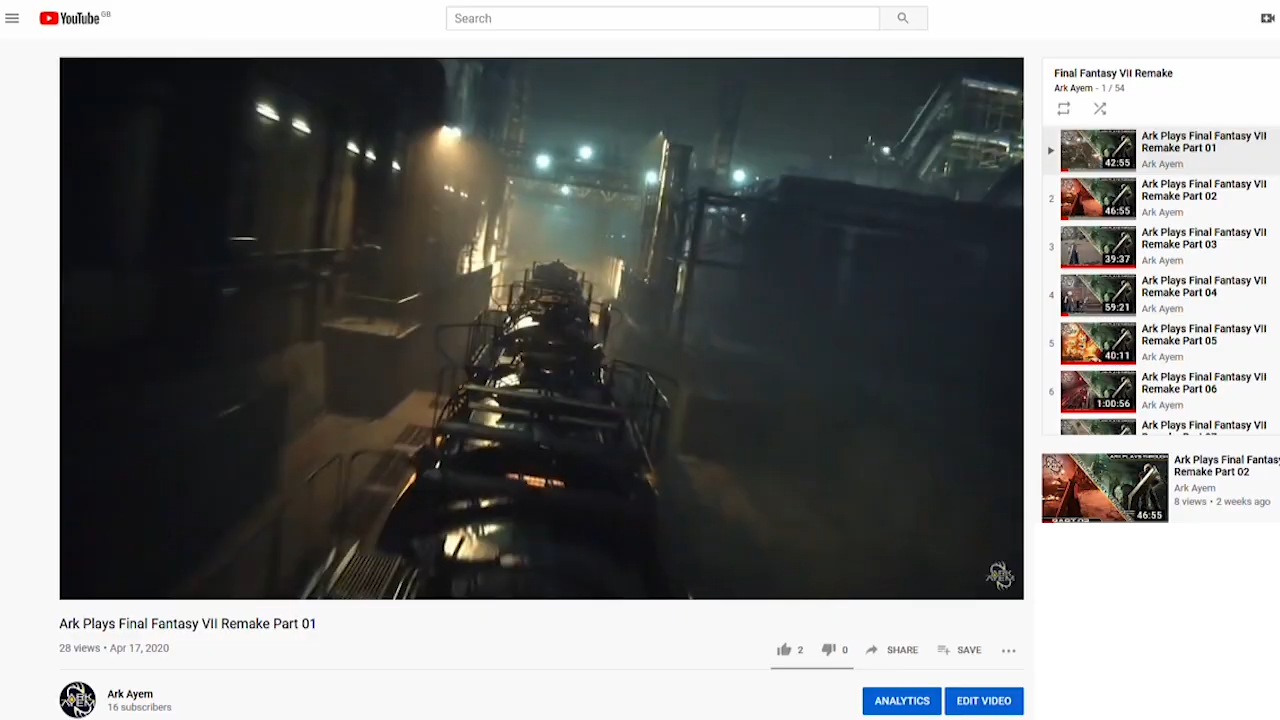 YouTube GB
Search
Final Fantasy VII Remake
Ark Ayem - 1 / 54
Ark Plays Final Fantasy VII
Remake Part 01
Ark Ayem
42:55
2
Ark Plays Final Fantasy VII
Remake Part 02
Ark Ayem
46:55
3
Ark Plays Final Fantasy VII
Remake Part 03
Ark Ayem
39:37
4
Ark Plays Final Fantasy VII
Remake Part 04
Ark Ayem
59:21
5
Ark Plays Final Fantasy VII
Remake Part 05
Ark Ayem
40:11
6
Ark Plays Final Fantasy VII
Remake Part 06
Ark Ayem
1:00:56
Ark Plays Final Fantasy VII
Ark Plays Final Fantasy
Remake Part 02
Ark Ayem
8 views • 2 weeks ago
46:55
ARK AYEM
Ark Plays Final Fantasy VII Remake Part 01
28 views • Apr 17, 2020
2
0
SHARE
SAVE
ARK AYEM
Ark Ayem
16 subscribers
ANALYTICS
EDIT VIDEO